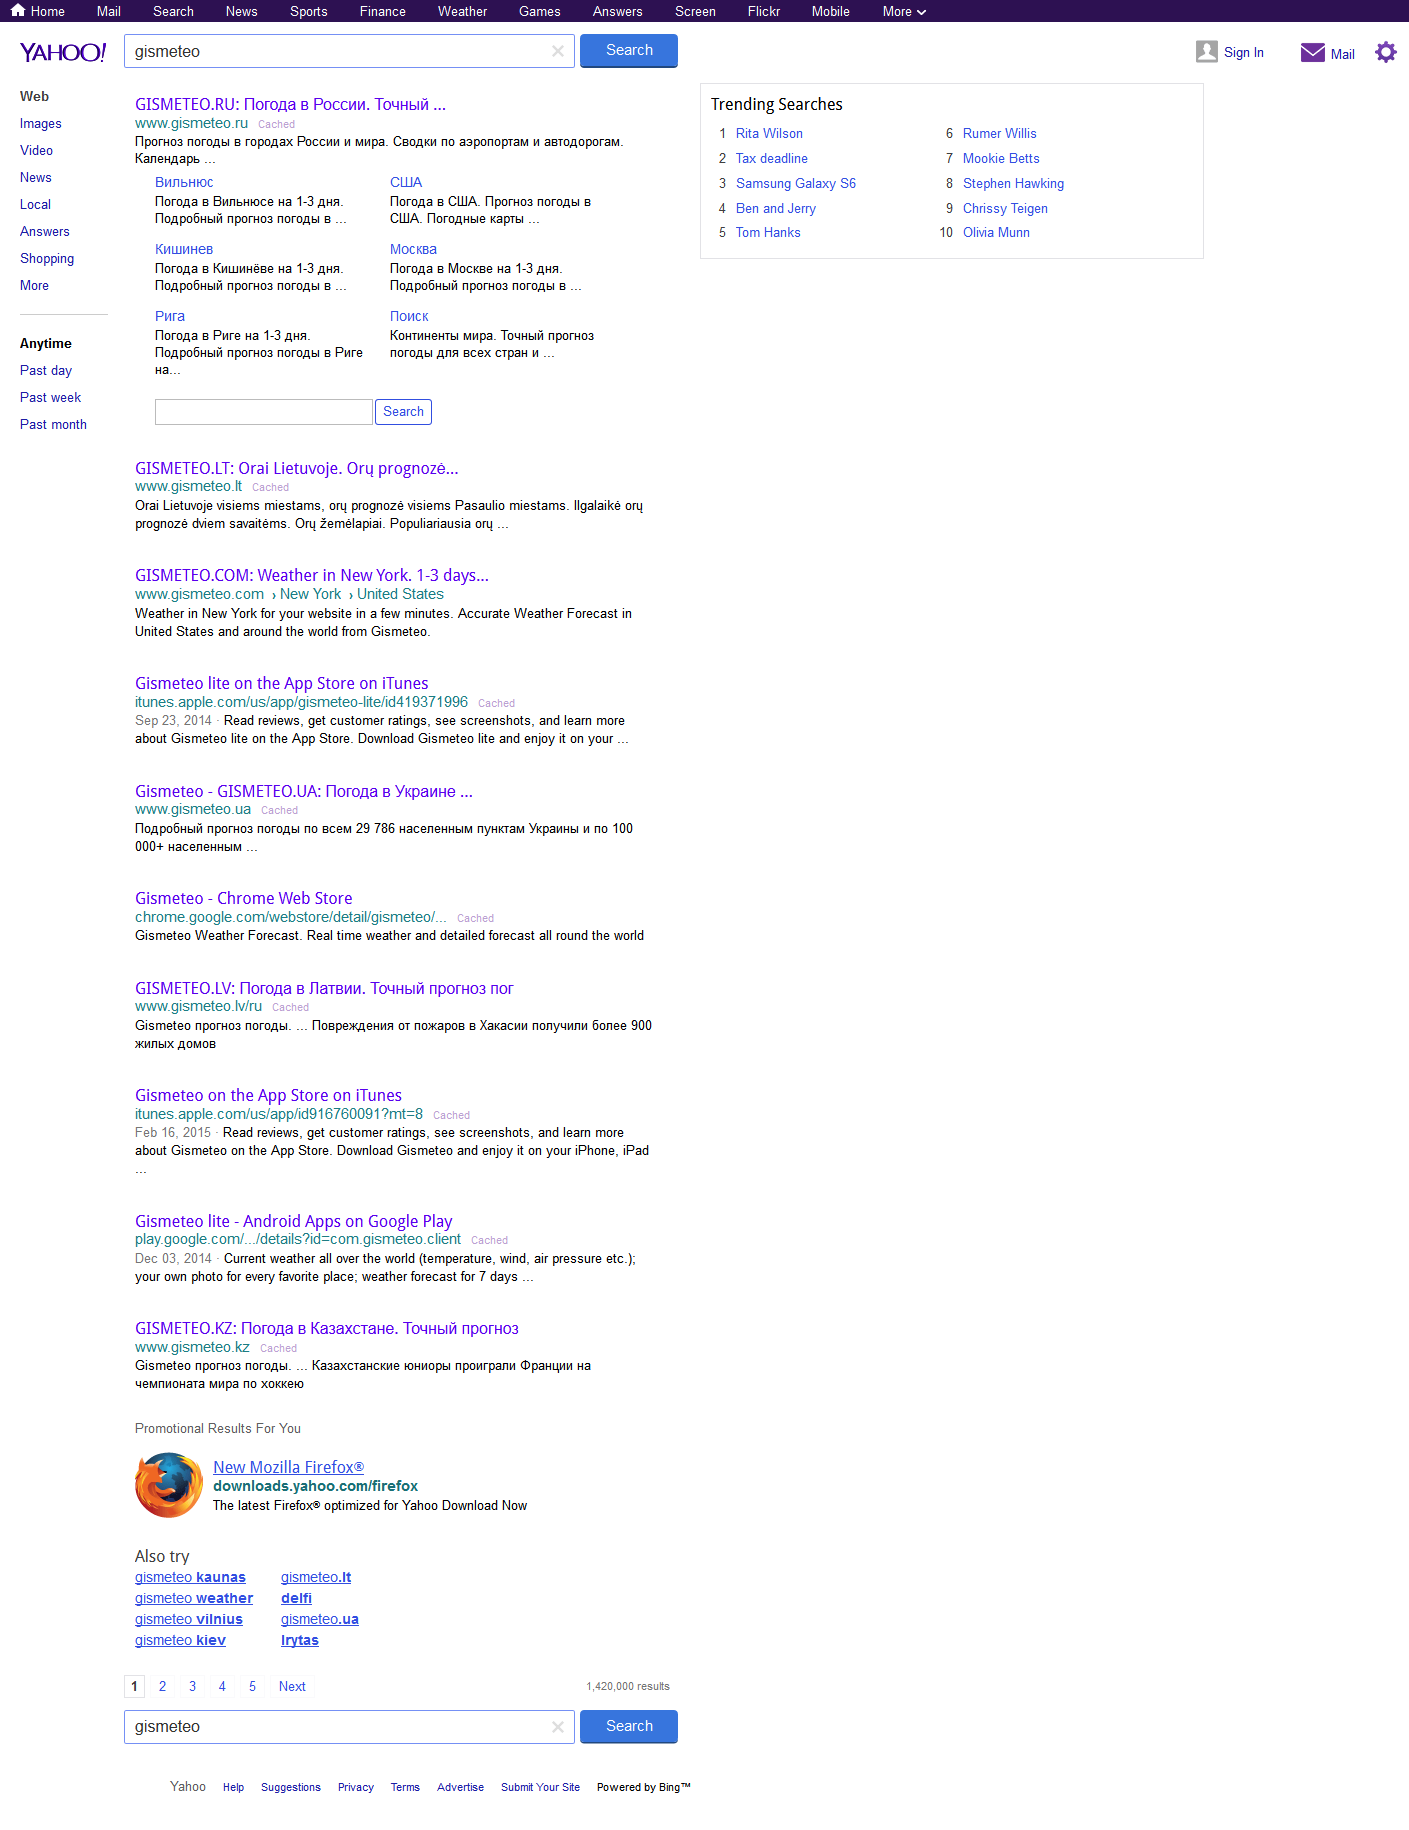 Home Mail Search News Sports Finance Weather Games Answers Screen Flickr Mobile More
YAHOO! gismeteo Search Sign In Mail
Web
Images
Video
News
Local
Answers
Shopping
More
Anytime
Past day
Past week
Past month
GISMETEO.RU: Погода в России. Точный ...
www.gismeteo.ru Cached
Прогноз погоды в городах России и мира. Сводки по аэропортам и автодорогам.
Календарь ...
Вильнюс
Погода в Вильнюсе на 1-3 дня.
Подробный прогноз погоды в ...
США
Погода в США. Прогноз погоды в
США. Погодные карты ...
Кишинев
Погода в Кишинёве на 1-3 дня.
Подробный прогноз погоды в ...
Москва
Погода в Москве на 1-3 дня.
Подробный прогноз погоды в ...
Рига
Погода в Риге на 1-3 дня.
Подробный прогноз погоды в Риге
на...
Поиск
Континенты мира. Точный прогноз
погоды для всех стран и ...
Search
GISMETEO.LT: Orai Lietuvoje. Orų prognozė...
www.gismeteo.lt Cached
Orai Lietuvoje visiems miestams, orų prognozė visiems Pasaulio miestams. Ilgalaikė orų
prognozė dviem savaitėms. Orų žemėlapiai. Populiariausia orų ...
GISMETEO.COM: Weather in New York. 1-3 days...
www.gismeteo.com › New York › United States
Weather in New York for your website in a few minutes. Accurate Weather Forecast in
United States and around the world from Gismeteo.
Gismeteo lite on the App Store on iTunes
itunes.apple.com/us/app/gismeteo-lite/id419371996 Cached
Sep 23, 2014 · Read reviews, get customer ratings, see screenshots, and learn more
about Gismeteo lite on the App Store. Download Gismeteo lite and enjoy it on your ...
Gismeteo - GISMETEO.UA: Погода в Украине ...
www.gismeteo.ua Cached
Подробный прогноз погоды по всем 29 786 населенным пунктам Украины и по 100
000+ населенным ...
Gismeteo - Chrome Web Store
chrome.google.com/webstore/detail/gismeteo/... Cached
Gismeteo Weather Forecast. Real time weather and detailed forecast all round the world
GISMETEO.LV: Погода в Латвии. Точный прогноз пог
www.gismeteo.lv/ru Cached
Gismeteo прогноз погоды. ... Повреждения от пожаров в Хакасии получили более 900
жилых домов
Gismeteo on the App Store on iTunes
itunes.apple.com/us/app/id916760091?mt=8 Cached
Feb 16, 2015 · Read reviews, get customer ratings, see screenshots, and learn more
about Gismeteo on the App Store. Download Gismeteo and enjoy it on your iPhone, iPad
...
Gismeteo lite - Android Apps on Google Play
play.google.com/.../details?id=com.gismeteo.client Cached
Dec 03, 2014 · Current weather all over the world (temperature, wind, air pressure etc.);
your own photo for every favorite place; weather forecast for 7 days ...
GISMETEO.KZ: Погода в Казахстане. Точный прогноз
www.gismeteo.kz Cached
Gismeteo прогноз погоды. ... Казахстанские юниоры проиграли Франции на
чемпионата мира по хоккею
Promotional Results For You
New Mozilla Firefox®
downloads.yahoo.com/firefox
The latest Firefox® optimized for Yahoo Download Now
Also try
gismeteo kaunas gismeteo.lt
gismeteo weather delfi
gismeteo vilnius gismeteo.ua
gismeteo kiev lrytas
1 2 3 4 5 Next 1,420,000 results
gismeteo Search
Yahoo Help Suggestions Privacy Terms Advertise Submit Your Site Powered by Bing™
Trending Searches
1 Rita Wilson
2 Tax deadline
3 Samsung Galaxy S6
4 Ben and Jerry
5 Tom Hanks
6 Rumer Willis
7 Mookie Betts
8 Stephen Hawking
9 Chrissy Teigen
10 Olivia Munn